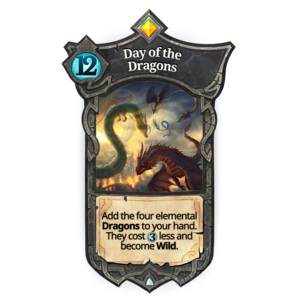 12
Day of the
Dragons
Add the four elemental
Dragons to your hand.
They cost 3 less and
become Wild.